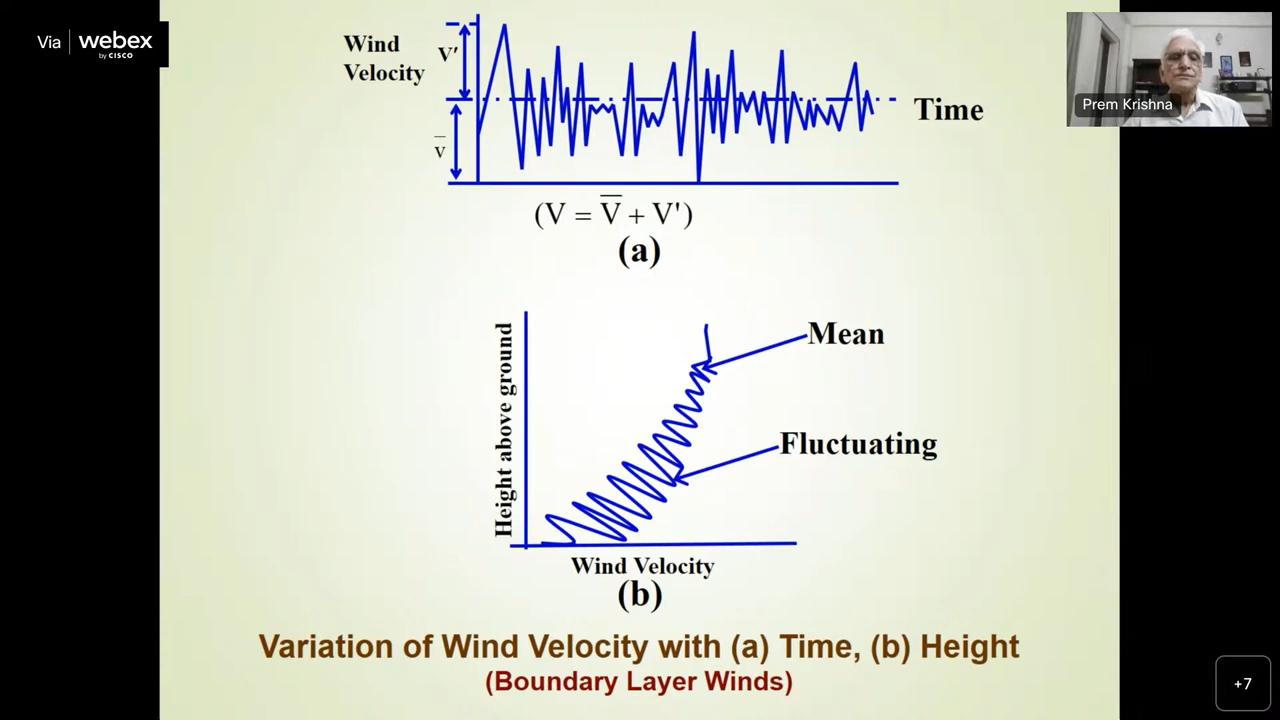 Via webex
by CISCO
Wind
Velocity
V'
V̅
Time
(V = V̅ + V')
(a)
Height above ground
Mean
Fluctuating
Wind Velocity
(b)
Variation of Wind Velocity with (a) Time, (b) Height
(Boundary Layer Winds)
Prem Krishna
+7